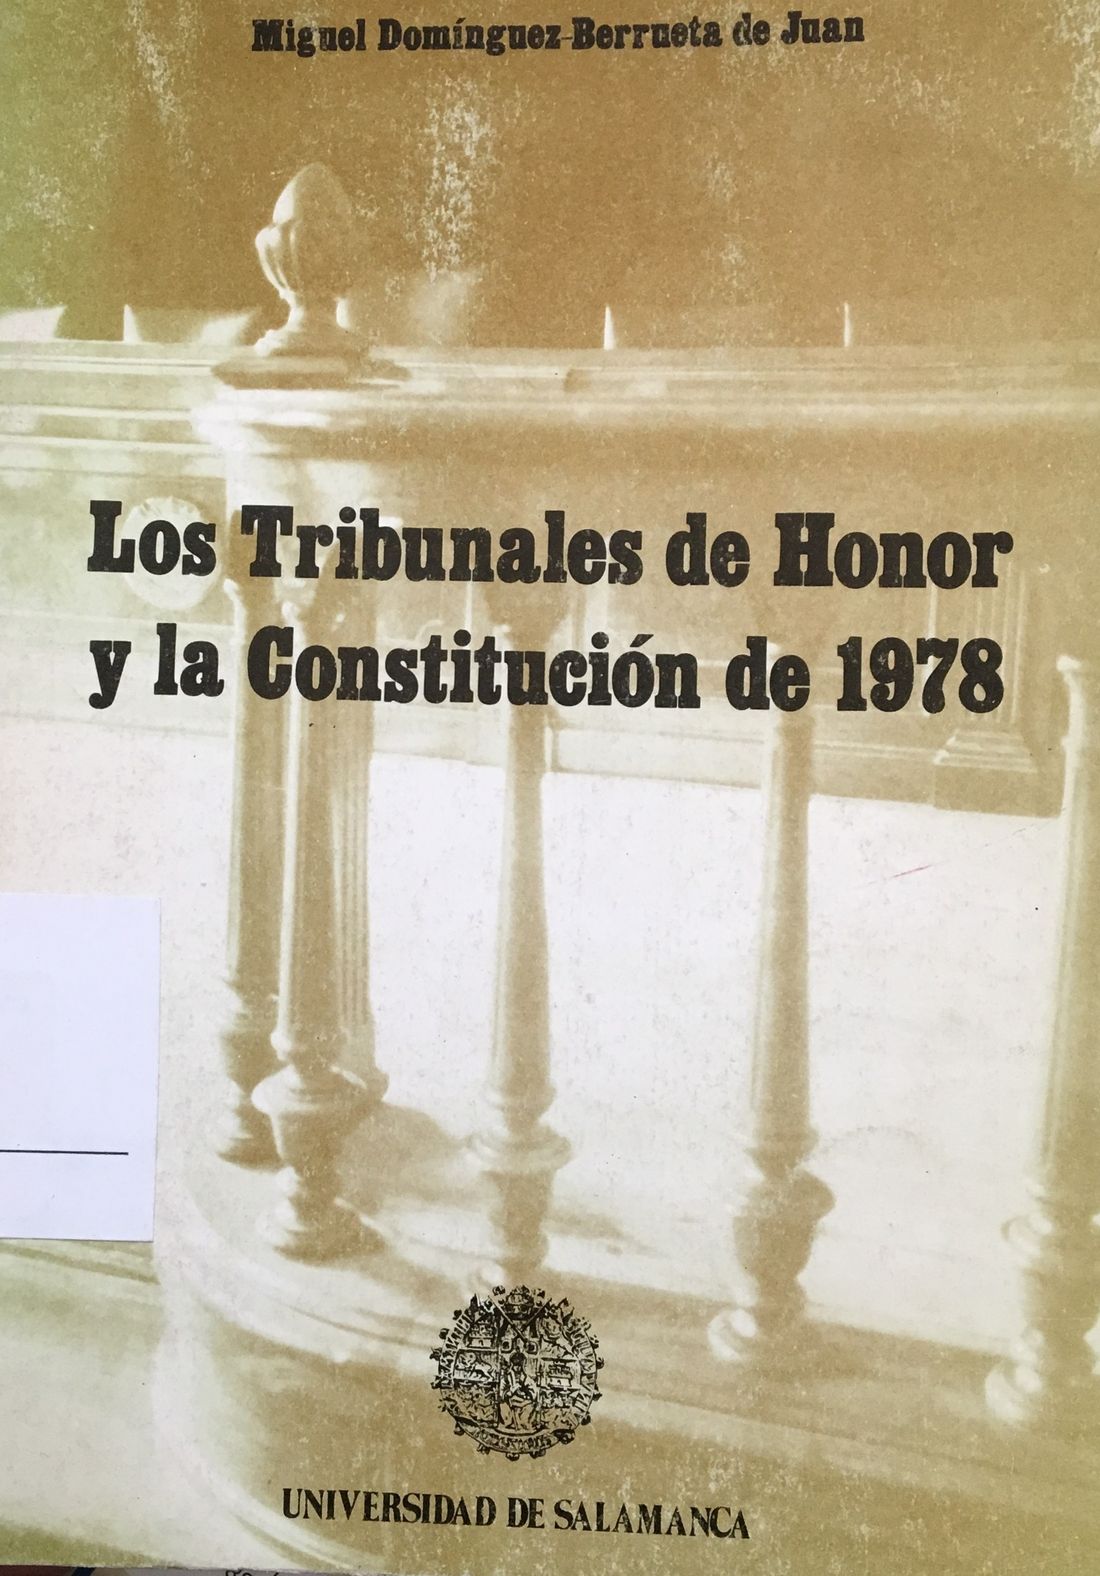 Miguel Domínguez-Berrueta de Juan
Los Tribunales de Honor
y la Constitución de 1978
UNIVERSIDAD DE SALAMANCA